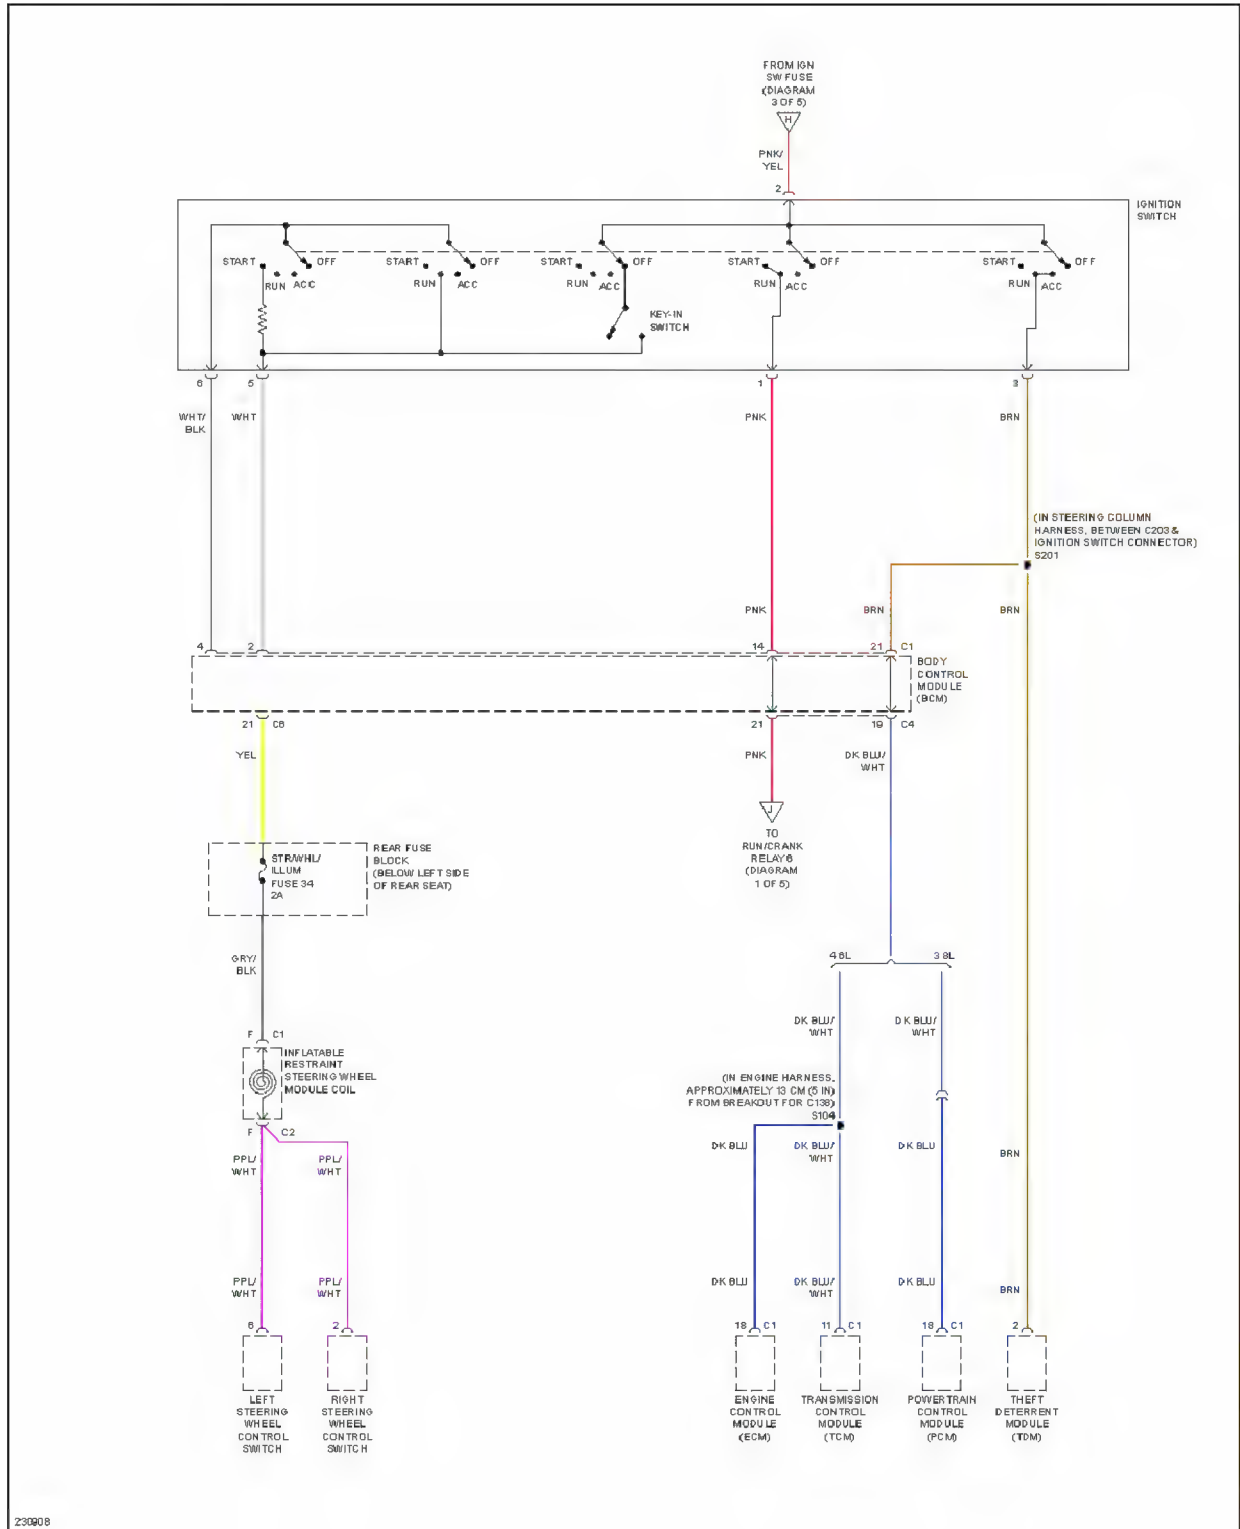 FROM IGN
SW FUSE
(DIAGRAM
3 OF 5)
H
PNK/
YEL
2
IGNITION
SWITCH
START
OFF
RUN
ACC
START
OFF
RUN
ACC
START
OFF
RUN
ACC
START
OFF
RUN
ACC
START
OFF
RUN
ACC
KEY-IN
SWITCH
6
5
1
3
WHT/
BLK
WHT
PNK
BRN
(IN STEERING COLUMN
HARNESS, BETWEEN C203 &
IGNITION SWITCH CONNECTOR)
S201
PNK
BRN
BRN
4
2
14
21
C1
BODY
CONTROL
MODULE
(BCM)
21
C6
21
19
C4
YEL
PNK
DK BLU/
WHT
J
TO
RUN/CRANK
RELAY 6
(DIAGRAM
1 OF 5)
STR/WHL/
ILLUM
FUSE 34
2A
REAR FUSE
BLOCK
(BELOW LEFT SIDE
OF REAR SEAT)
GRY/
BLK
4.6L
3.8L
DK BLU/
WHT
DK BLU/
WHT
F
C1
INFLATABLE
RESTRAINT
STEERING WHEEL
MODULE COIL
(IN ENGINE HARNESS,
APPROXIMATELY 13 CM (5 IN)
FROM BREAKOUT FOR C138)
S104
F
C2
PPL/
WHT
PPL/
WHT
DK BLU
DK BLU/
WHT
DK BLU
BRN
PPL/
WHT
PPL/
WHT
DK BLU
DK BLU/
WHT
DK BLU
BRN
6
2
18
C1
11
C1
18
C1
2
LEFT
STEERING
WHEEL
CONTROL
SWITCH
RIGHT
STEERING
WHEEL
CONTROL
SWITCH
ENGINE
CONTROL
MODULE
(ECM)
TRANSMISSION
CONTROL
MODULE
(TCM)
POWERTRAIN
CONTROL
MODULE
(PCM)
THEFT
DETERRENT
MODULE
(TDM)
230908